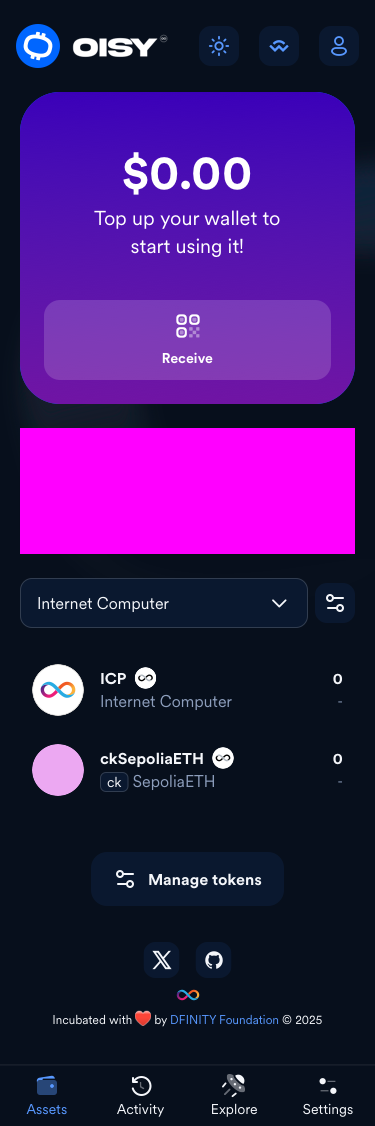 OISY
$0.00
Top up your wallet to
start using it!
Receive
Internet Computer
ICP 0
Internet Computer -
ckSepoliaETH 0
ck SepoliaETH -
Manage tokens
Incubated with ❤️ by DFINITY Foundation © 2025
Assets Activity Explore Settings